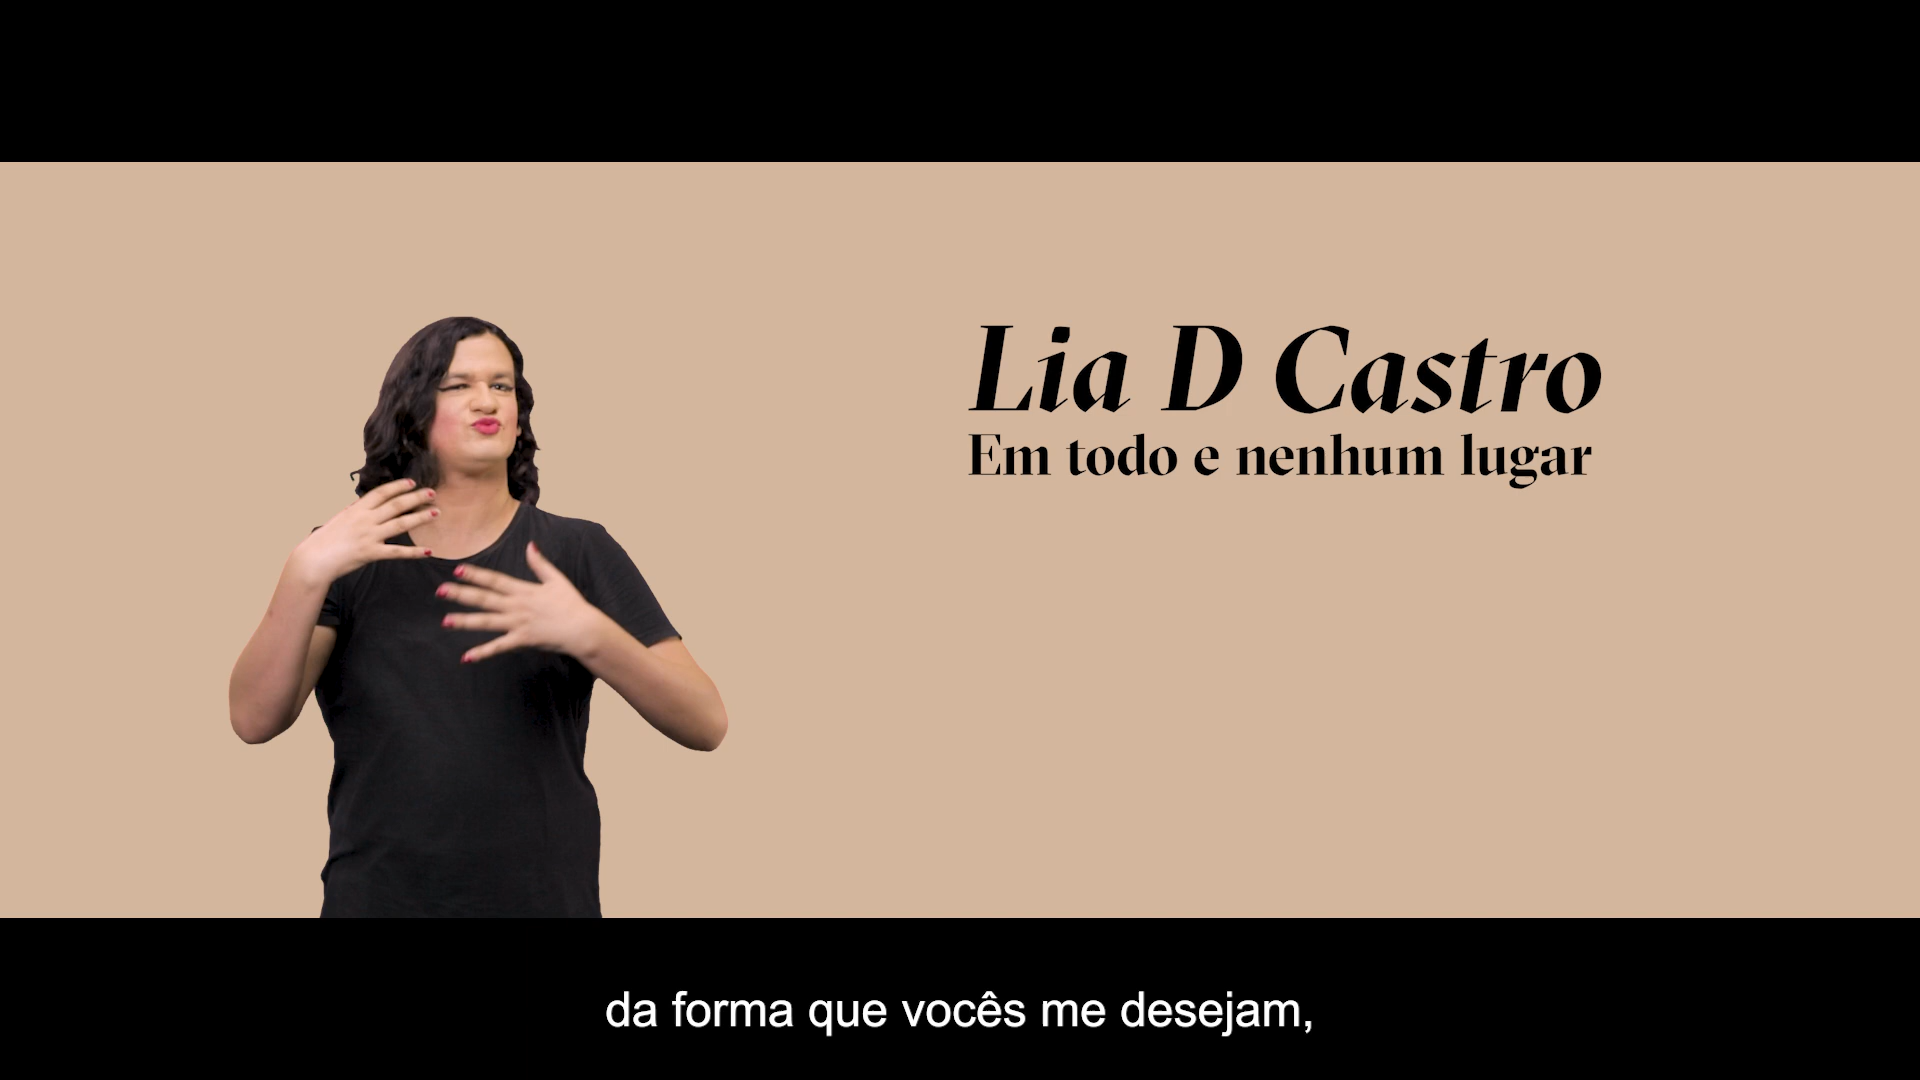 Lia D Castro
Em todo e nenhum lugar
da forma que vocês me desejam,